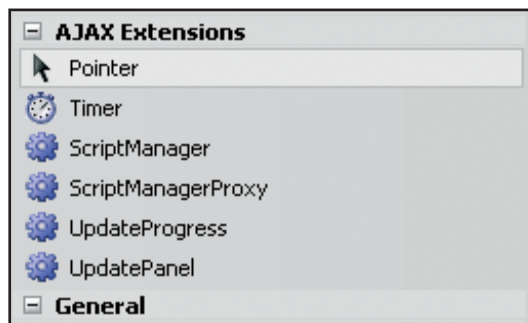 AJAX Extensions
Pointer
Timer
ScriptManager
ScriptManagerProxy
UpdateProgress
UpdatePanel
General